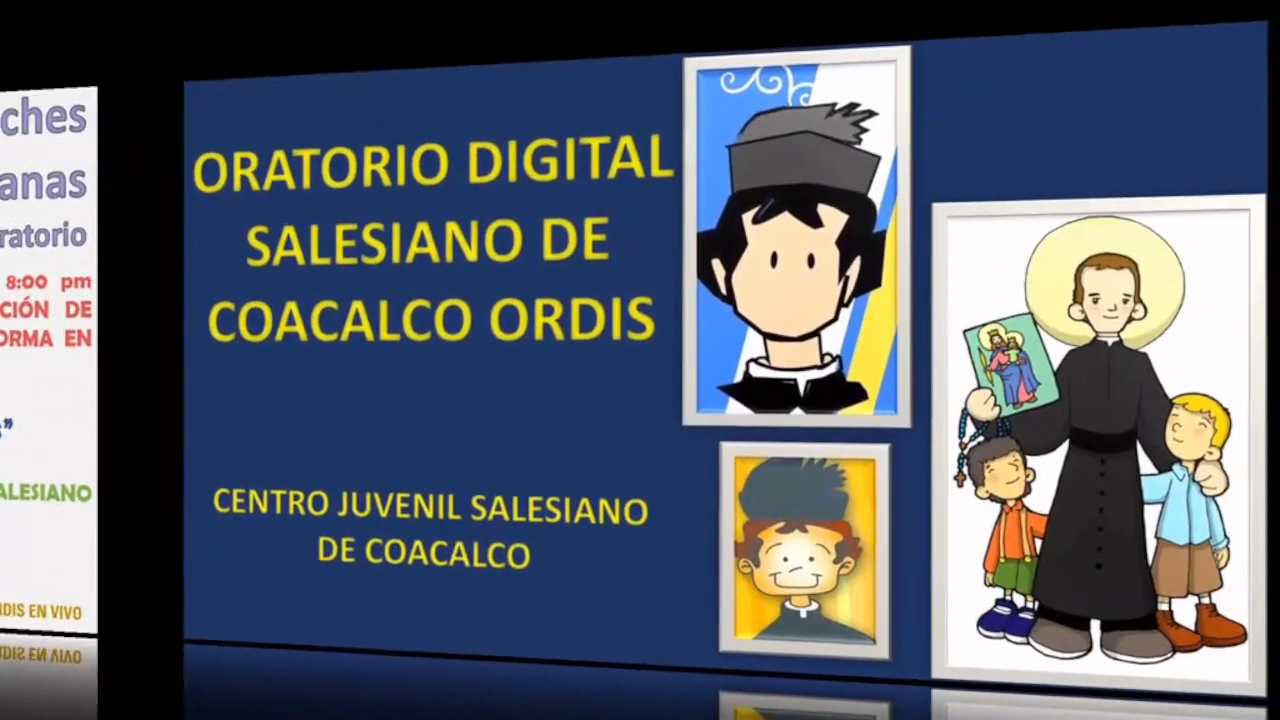 ches
anas
ratorio
8:00 pm
CIÓN DE
ORMA EN
ALESIANO
DIS EN VIVO
ORATORIO DIGITAL
SALESIANO DE
COACALCO ORDIS
CENTRO JUVENIL SALESIANO
DE COACALCO